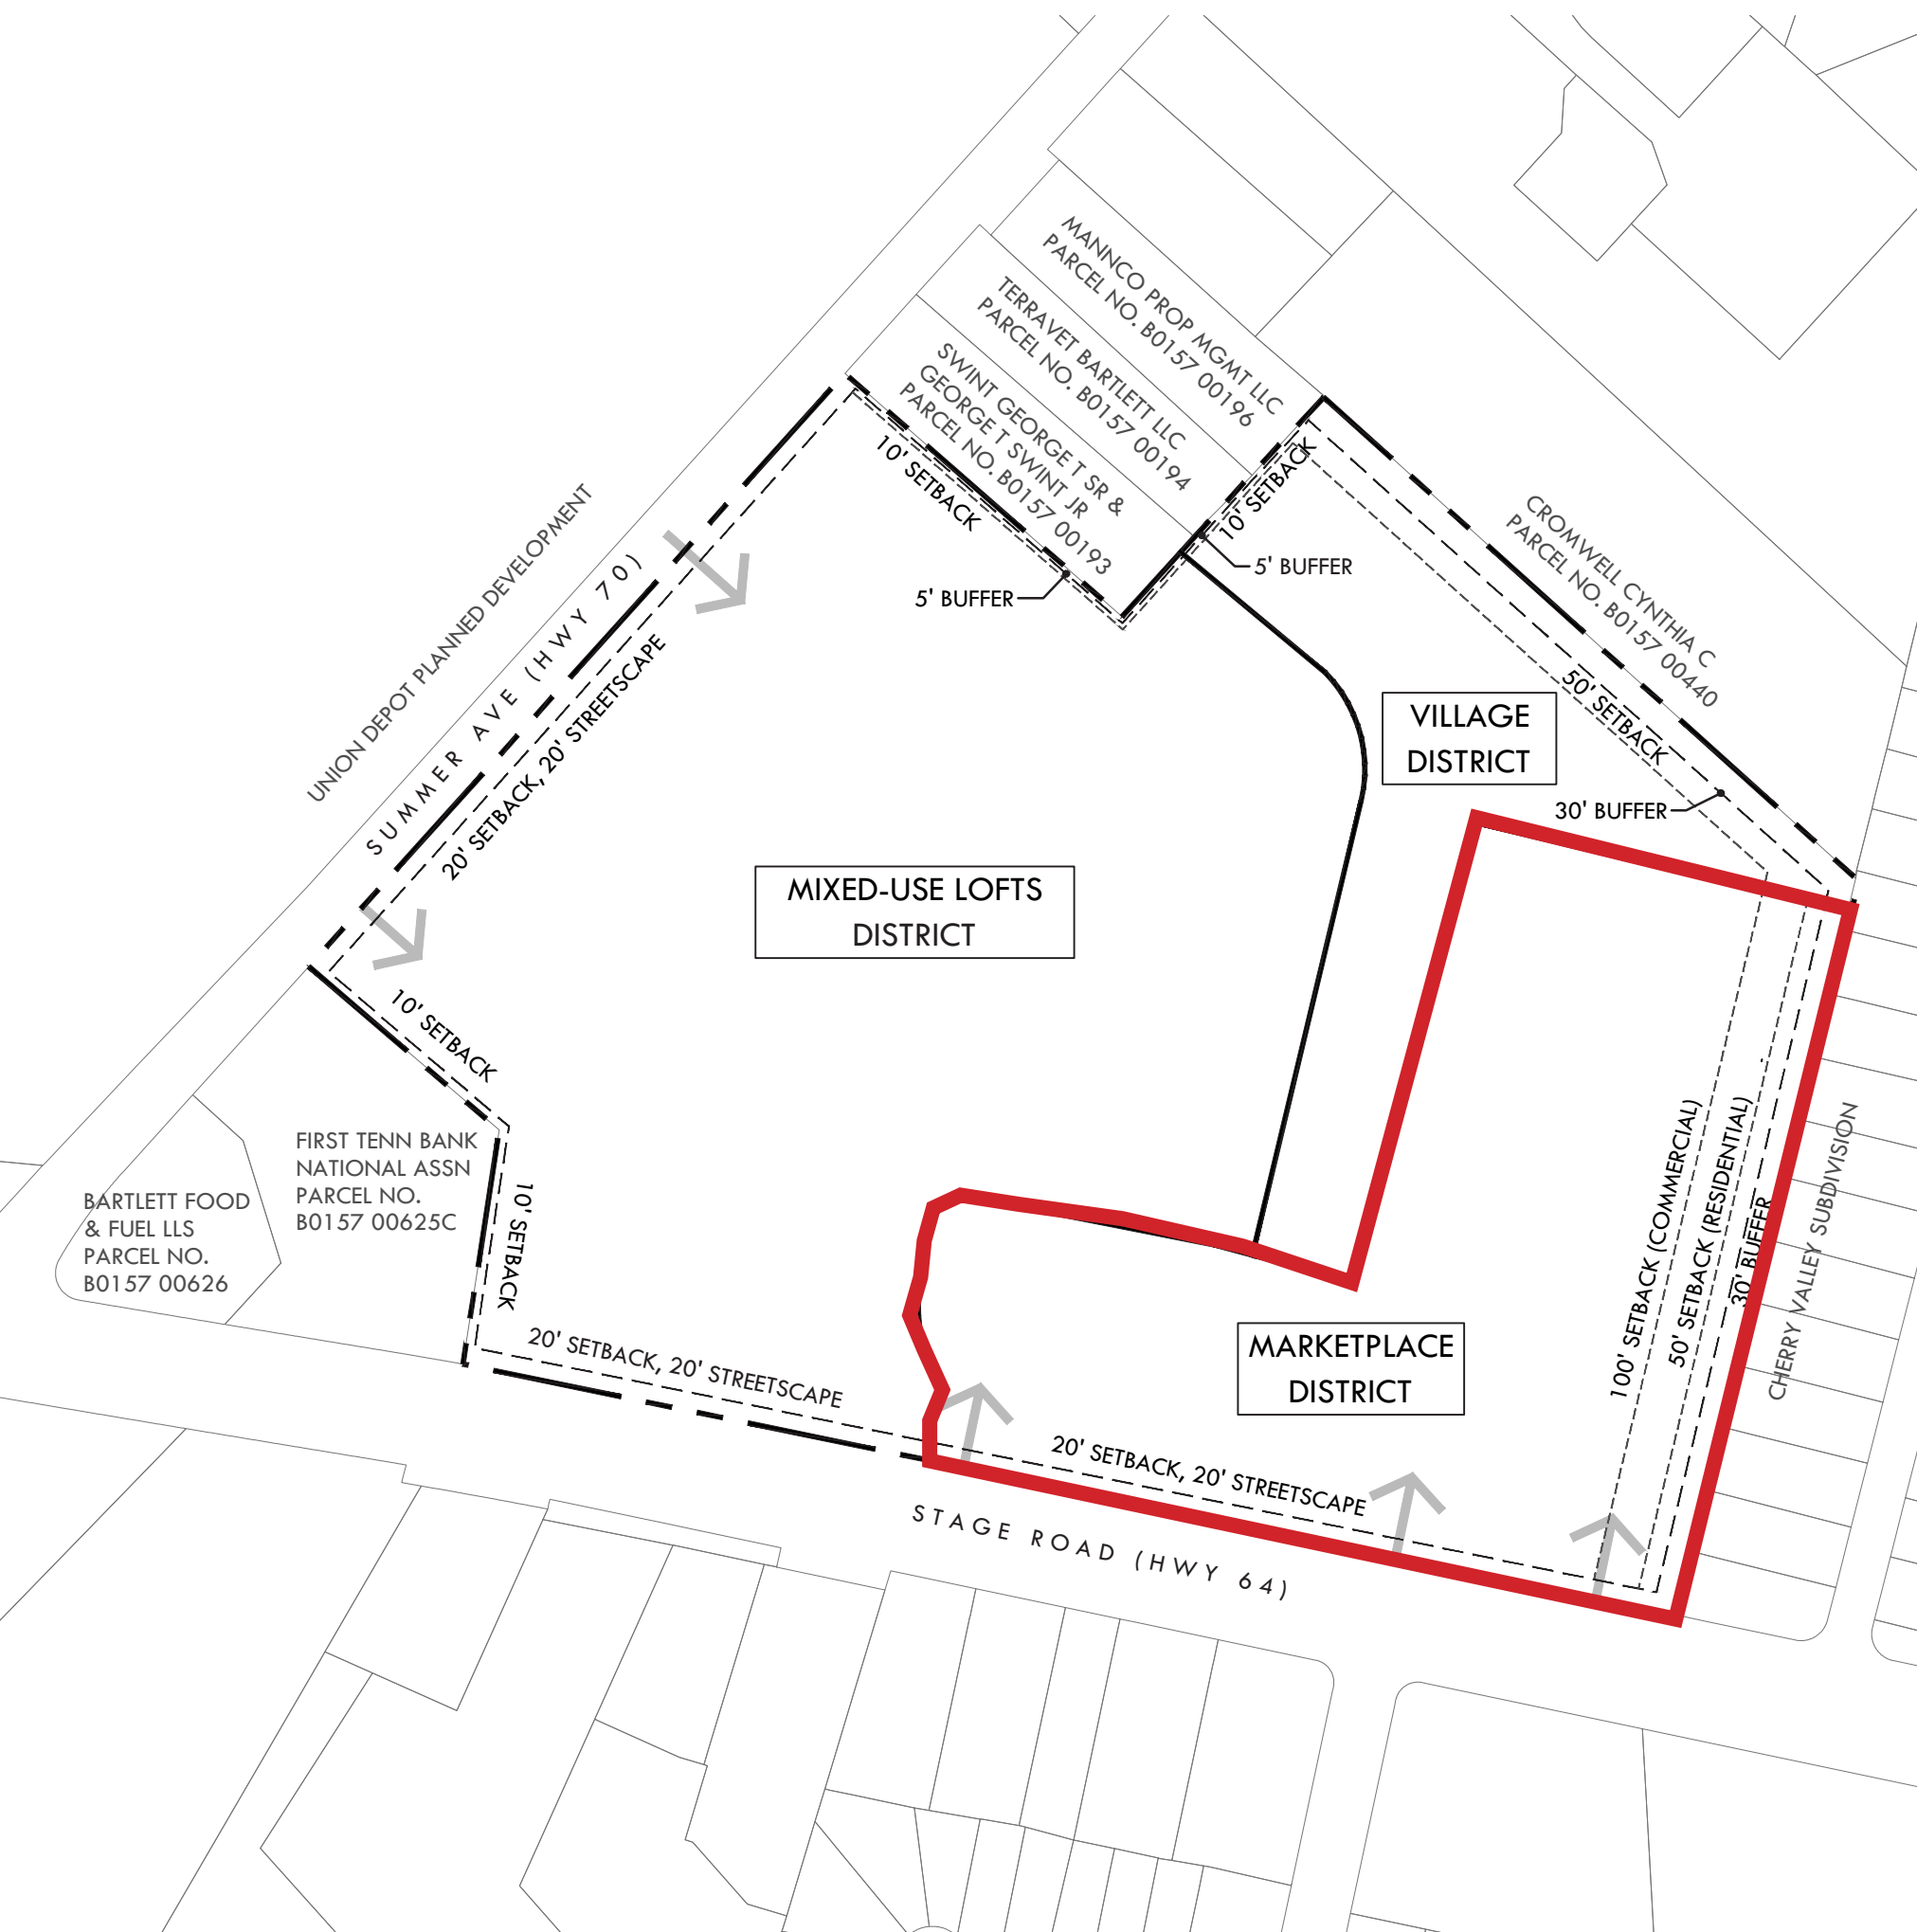 MANNCO PROP MGMT LLC
PARCEL NO. B0157 00196
TERRAVET BARTLETT LLC
PARCEL NO. B0157 00194
SWINT GEORGE T SR &
GEORGE T SWINT JR
PARCEL NO. B0157 00193
10' SETBACK
10' SETBACK
5' BUFFER
5' BUFFER
CROMWELL CYNTHIA C
PARCEL NO. B0157 00440
UNION DEPOT PLANNED DEVELOPMENT
SUMMER AVE (HWY 70)
20' SETBACK, 20' STREETSCAPE
50' SETBACK
VILLAGE
DISTRICT
30' BUFFER
MIXED-USE LOFTS
DISTRICT
10' SETBACK
FIRST TENN BANK
NATIONAL ASSN
PARCEL NO.
B0157 00625C
BARTLETT FOOD
& FUEL LLS
PARCEL NO.
B0157 00626
10' SETBACK
20' SETBACK, 20' STREETSCAPE
MARKETPLACE
DISTRICT
100' SETBACK (COMMERCIAL)
50' SETBACK (RESIDENTIAL)
30' BUFFER
CHERRY VALLEY SUBDIVISION
20' SETBACK, 20' STREETSCAPE
STAGE ROAD (HWY 64)